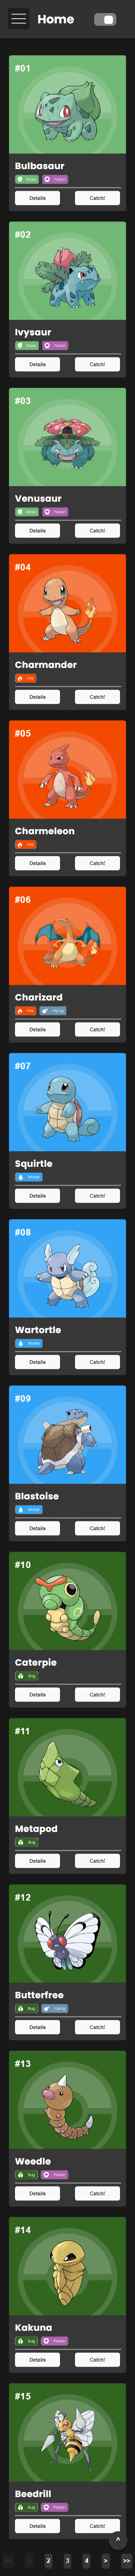 Home
#01
Bulbasaur
Grass Poison
Details Catch!
#02
Ivysaur
Grass Poison
Details Catch!
#03
Venusaur
Grass Poison
Details Catch!
#04
Charmander
Fire
Details Catch!
#05
Charmeleon
Fire
Details Catch!
#06
Charizard
Fire Flying
Details Catch!
#07
Squirtle
Water
Details Catch!
#08
Wartortle
Water
Details Catch!
#09
Blastoise
Water
Details Catch!
#10
Caterpie
Bug
Details Catch!
#11
Metapod
Bug
Details Catch!
#12
Butterfree
Bug Flying
Details Catch!
#13
Weedle
Bug Poison
Details Catch!
#14
Kakuna
Bug Poison
Details Catch!
#15
Beedrill
Bug Poison
Details Catch!
^
<< < 2 3 4 > >>